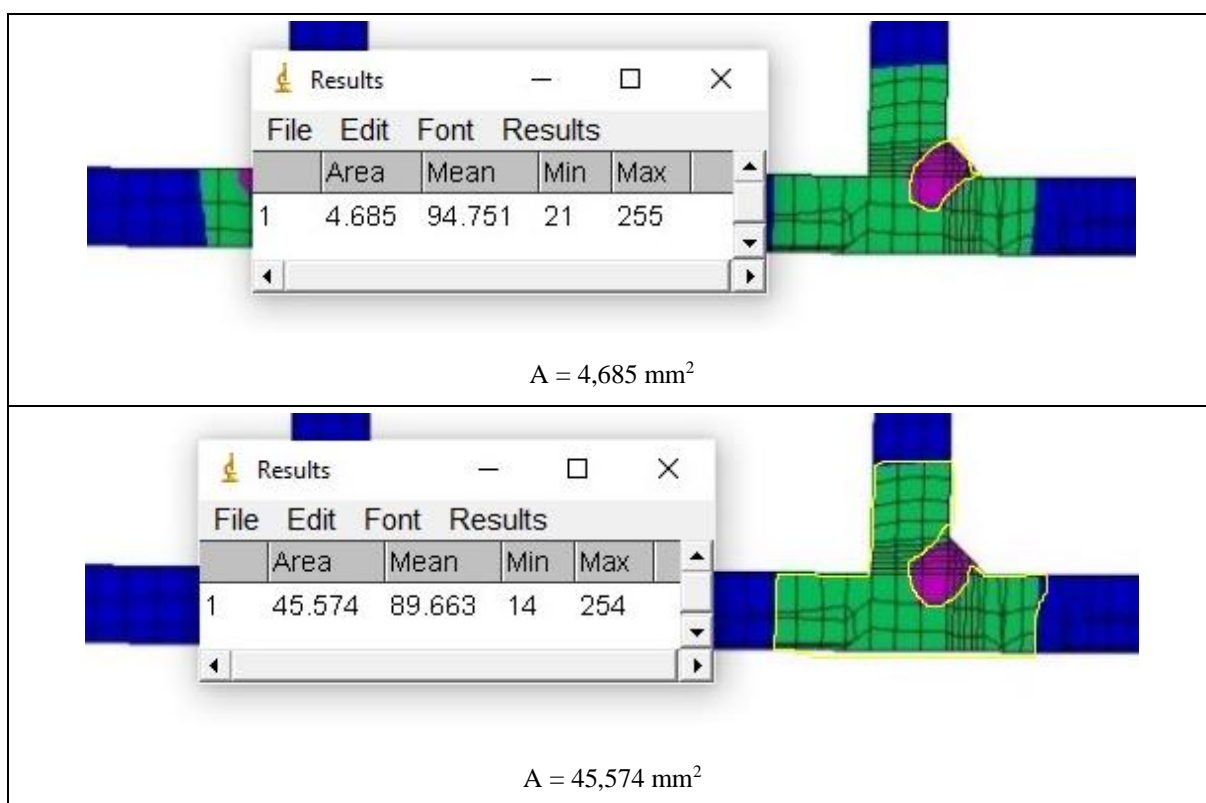 Results
File Edit Font Results
Area Mean Min Max
1 4.685 94.751 21 255
A = 4,685 mm²
Results
File Edit Font Results
Area Mean Min Max
1 45.574 89.663 14 254
A = 45,574 mm²